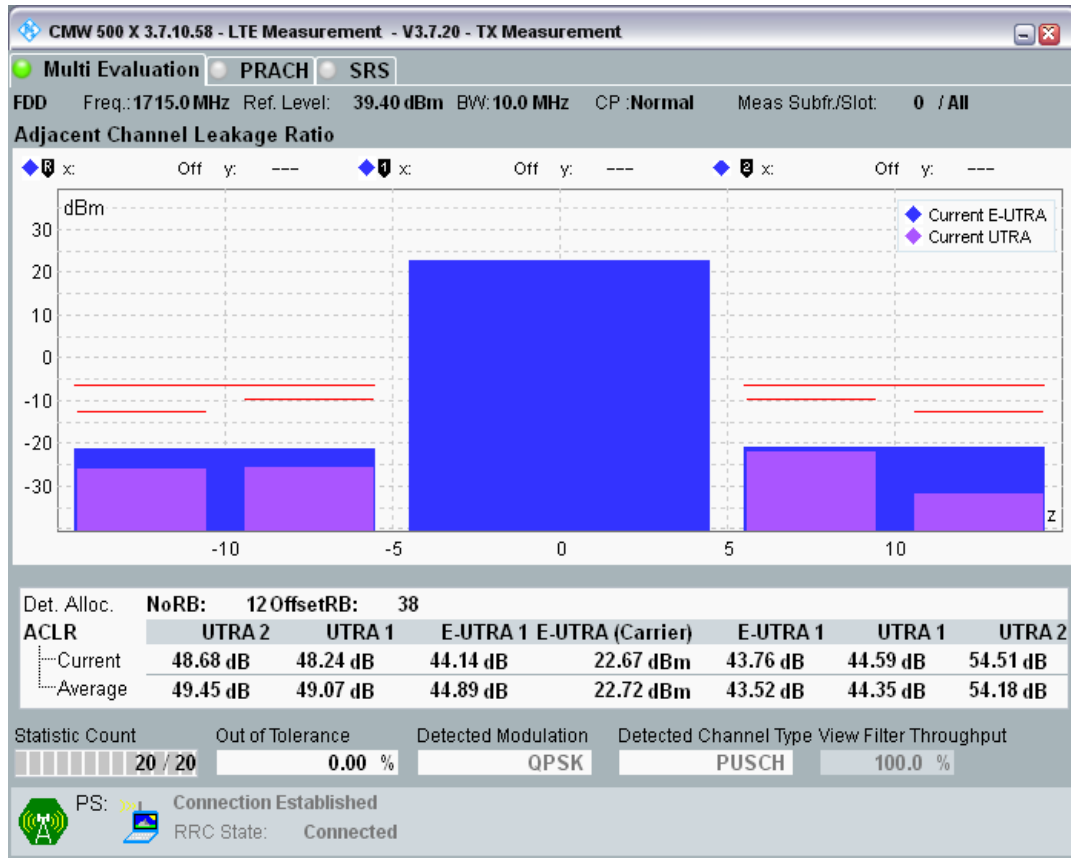 CMW 500 X 3.7.10.58 - LTE Measurement - V3.7.20 - TX Measurement
Multi Evaluation PRACH SRS
FDD Freq.: 1715.0 MHz Ref. Level: 39.40 dBm BW: 10.0 MHz CP : Normal Meas Subfr./Slot: 0 / All
Adjacent Channel Leakage Ratio
R x: Off y: --- 1 x: Off y: --- 2 x: Off y: ---
dBm
Current E-UTRA
Current UTRA
30
20
10
0
-10
-20
-30
z
-10 -5 0 5 10
Det. Alloc. NoRB: 12 OffsetRB: 38
ACLR UTRA 2 UTRA 1 E-UTRA 1 E-UTRA (Carrier) E-UTRA 1 UTRA 1 UTRA 2
Current 48.68 dB 48.24 dB 44.14 dB 22.67 dBm 43.76 dB 44.59 dB 54.51 dB
Average 49.45 dB 49.07 dB 44.89 dB 22.72 dBm 43.52 dB 44.35 dB 54.18 dB
Statistic Count Out of Tolerance Detected Modulation Detected Channel Type View Filter Throughput
20 / 20 0.00 % QPSK PUSCH 100.0 %
PS: Connection Established
RRC State: Connected